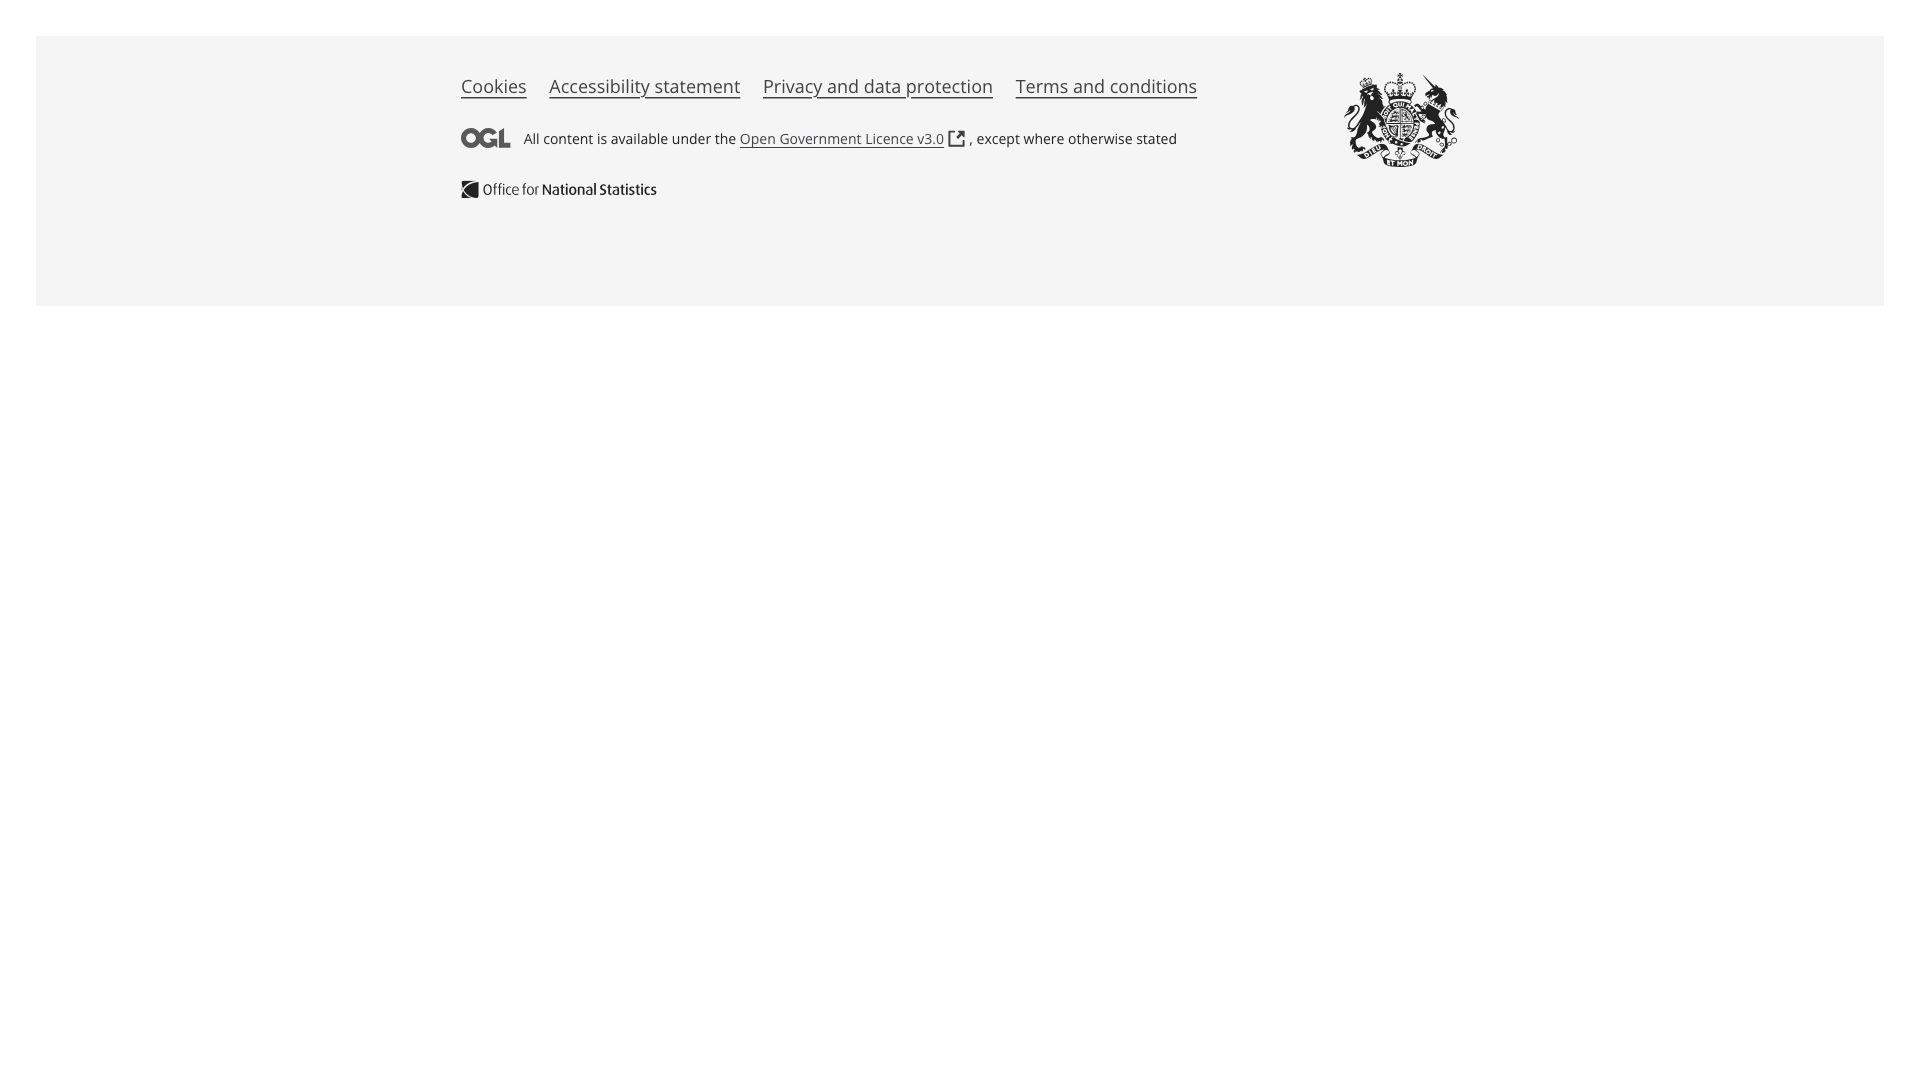 Cookies Accessibility statement Privacy and data protection Terms and conditions
OGL All content is available under the Open Government Licence v3.0 , except where otherwise stated
Office for National Statistics
DIEU ET MON DROIT